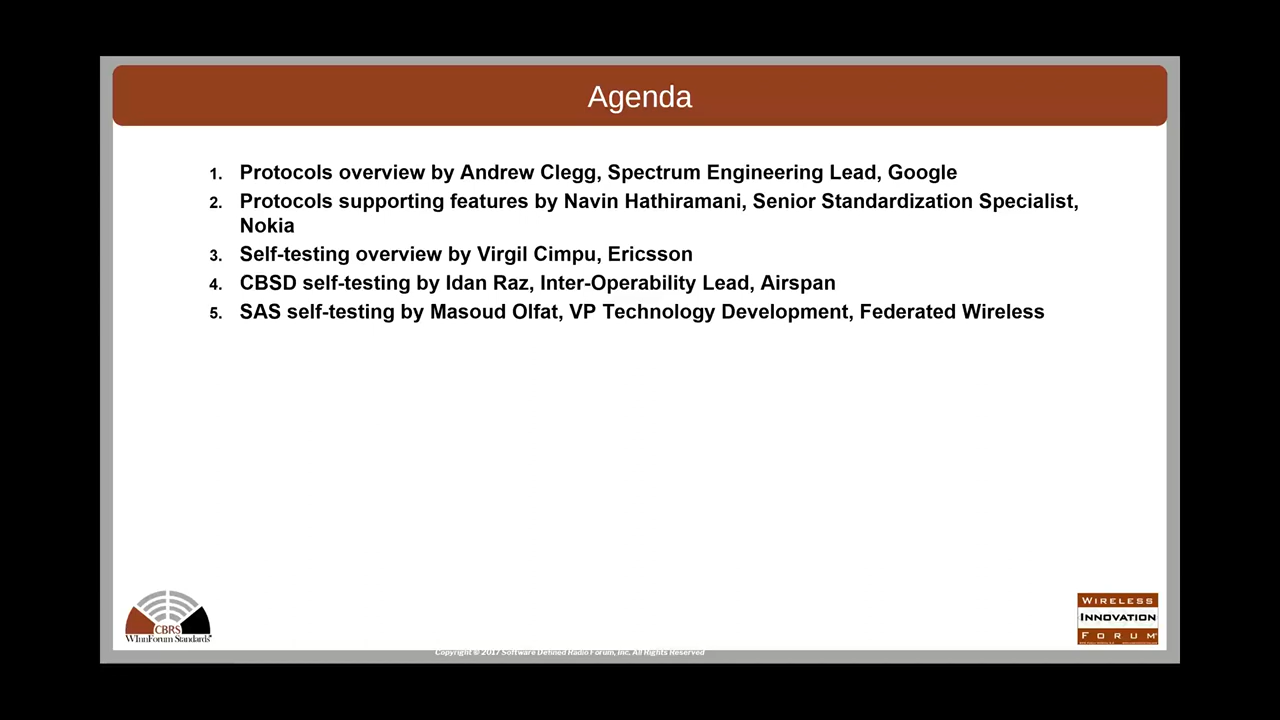 Agenda
1. Protocols overview by Andrew Clegg, Spectrum Engineering Lead, Google
2. Protocols supporting features by Navin Hathiramani, Senior Standardization Specialist,
Nokia
3. Self-testing overview by Virgil Cimpu, Ericsson
4. CBSD self-testing by Idan Raz, Inter-Operability Lead, Airspan
5. SAS self-testing by Masoud Olfat, VP Technology Development, Federated Wireless
CBRS
WInnForum Standards
WIRELESS
INNOVATION
FORUM
Copyright © 2017 Software Defined Radio Forum, Inc. All Rights Reserved